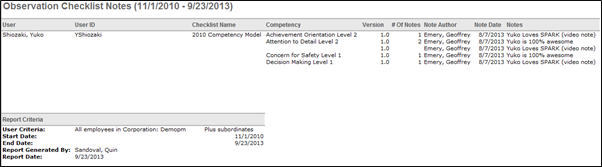 Observation Checklist Notes (11/1/2010 - 9/23/2013)
User User ID Checklist Name Competency Version # Of Notes Note Author Note Date Notes
Shiozaki, Yuko YShiozaki 2010 Competency Model Achievement Orientation Level 2 1.0 1 Emery, Geoffrey 8/7/2013 Yuko Loves SPARK (video note)
Attention to Detail Level 2 1.0 2 Emery, Geoffrey 8/7/2013 Yuko is 100% awesome
Emery, Geoffrey 8/7/2013 Yuko Loves SPARK (video note)
Concern for Safety Level 1 1.0 1 Emery, Geoffrey 8/7/2013 Yuko is 100% awesome
Decision Making Level 1 1.0 1 Emery, Geoffrey 8/7/2013 Yuko Loves SPARK (video note)
Report Criteria
User Criteria: All employees in Corporation: Demopm Plus subordinates
Start Date: 11/1/2010
End Date: 9/23/2013
Report Generated By: Sandoval, Quin
Report Date: 9/23/2013